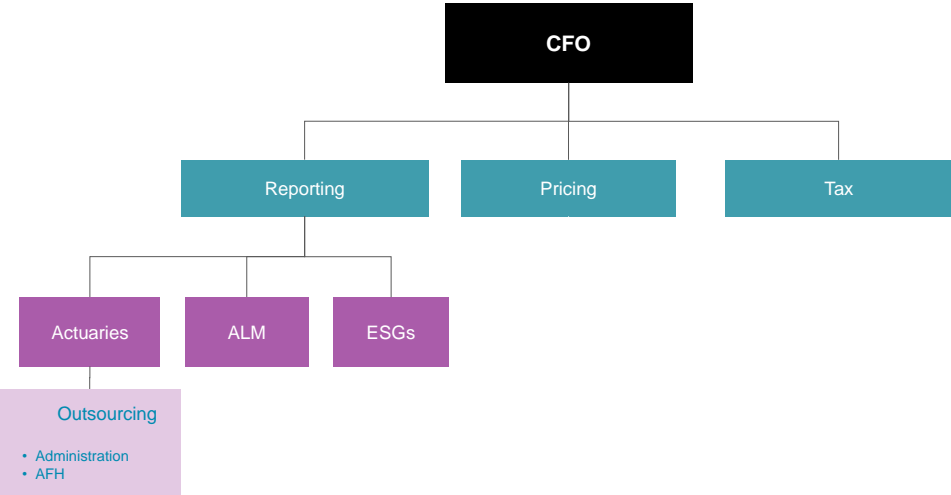 CFO
Reporting
Pricing
Tax
Actuaries
ALM
ESGs
Outsourcing
• Administration
• AFH